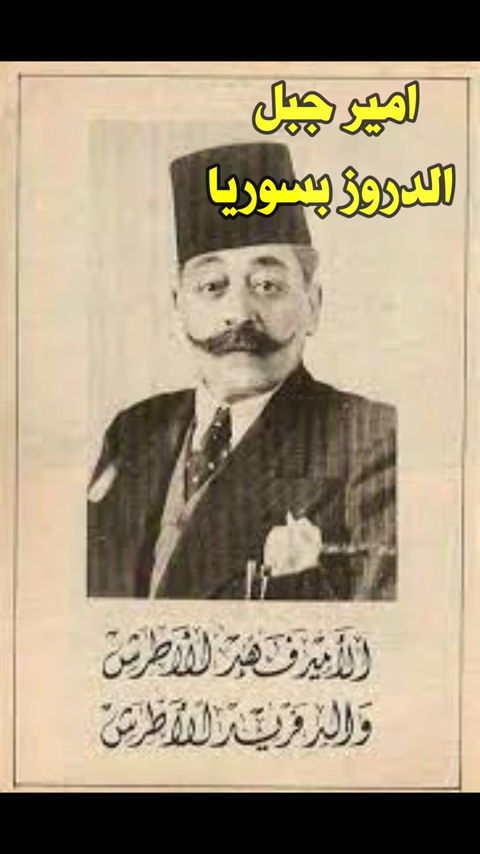 امير جبل
الدروز بسوريا
الأمير فهد الأطرش
والد فريد الأطرش